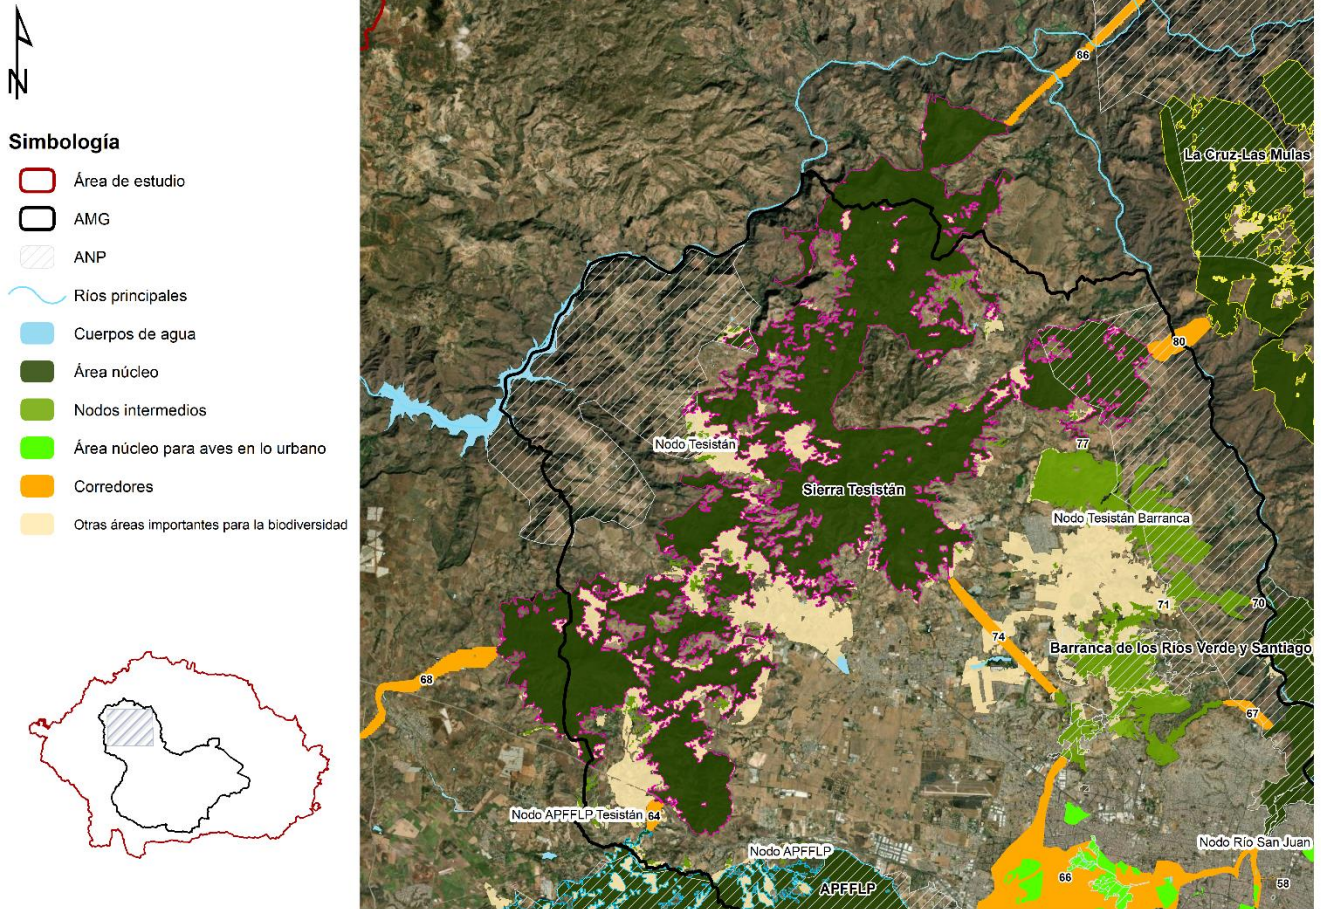 N
Simbología
Área de estudio
AMG
ANP
Ríos principales
Cuerpos de agua
Área núcleo
Nodos intermedios
Área núcleo para aves en lo urbano
Corredores
Otras áreas importantes para la biodiversidad
86
La Cruz-Las Mulas
80
77
Nodo Tesistán
Sierra Tesistán
Nodo Tesistán Barranca
71
70
74
Barranca de los Ríos Verde y Santiago
68
67
Nodo APFFLP Tesistán
64
Nodo APFFLP
Nodo Río San Juan
APFFLP
66
58